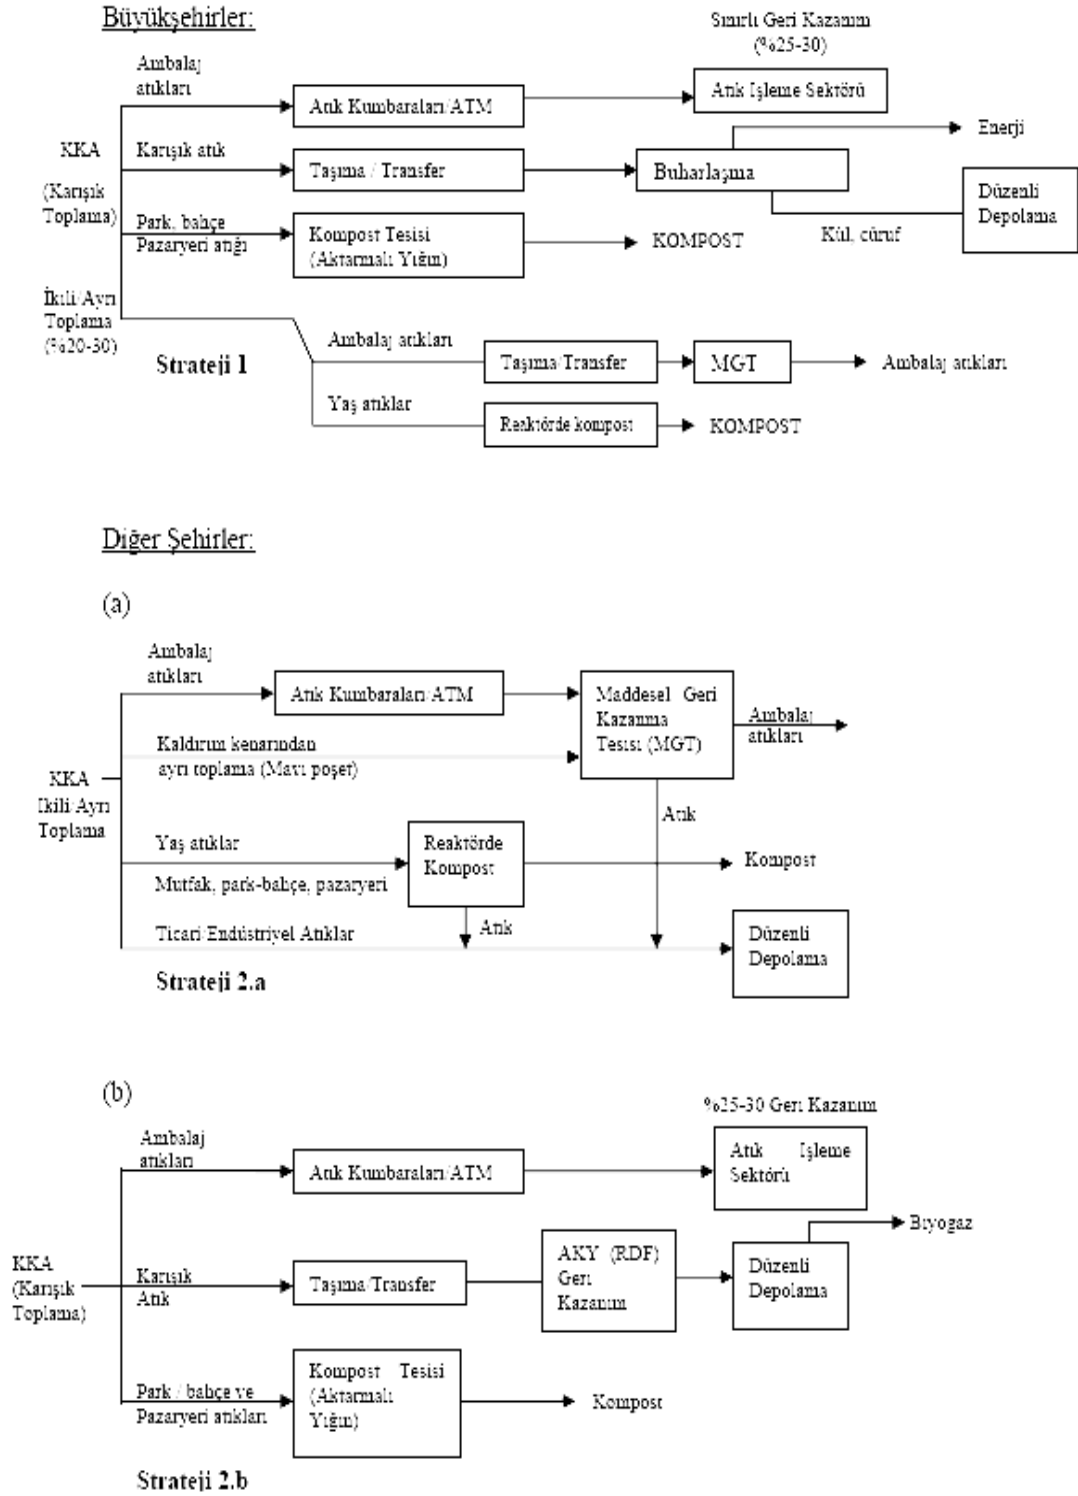 Büyükşehirler:
Sınırlı Geri Kazanım
(%25-30)
Ambalaj
atıkları
Atık Kumbaraları/ATM
Atık İşleme Sektörü
Enerji
KKA
(Karışık
Toplama)
Karışık atık
Taşıma / Transfer
Buharlaşma
Düzenli
Depolama
Kül, cüruf
Park, bahçe
Pazaryeri atığı
Kompost Tesisi
(Aktarmalı Yığın)
KOMPOST
İkili/Ayrı
Toplama
(%20-30)
Strateji 1
Ambalaj atıkları
Taşıma/Transfer
MGT
Ambalaj atıkları
Yaş atıklar
Reaktörde kompost
KOMPOST
Diğer Şehirler:
(a)
Ambalaj
atıkları
Atık Kumbaraları/ATM
Maddesel Geri
Kazanma
Tesisi (MGT)
Ambalaj
atıkları
Kaldırım kenarından
ayrı toplama (Mavi poşet)
KKA
İkili/Ayrı
Toplama
Atık
Yaş atıklar
Mutfak, park-bahçe, pazaryeri
Reaktörde
Kompost
Kompost
Atık
Ticari/Endüstriyel Atıklar
Düzenli
Depolama
Strateji 2.a
(b)
%25-30 Geri Kazanım
Ambalaj
atıkları
Atık Kumbaraları/ATM
Atık İşleme
Sektörü
Biyogaz
KKA
(Karışık
Toplama)
Karışık
Atık
Taşıma/Transfer
AKY (RDF)
Geri
Kazanım
Düzenli
Depolama
Park / bahçe ve
Pazaryeri atıkları
Kompost Tesisi
(Aktarmalı
Yığın)
Kompost
Strateji 2.b